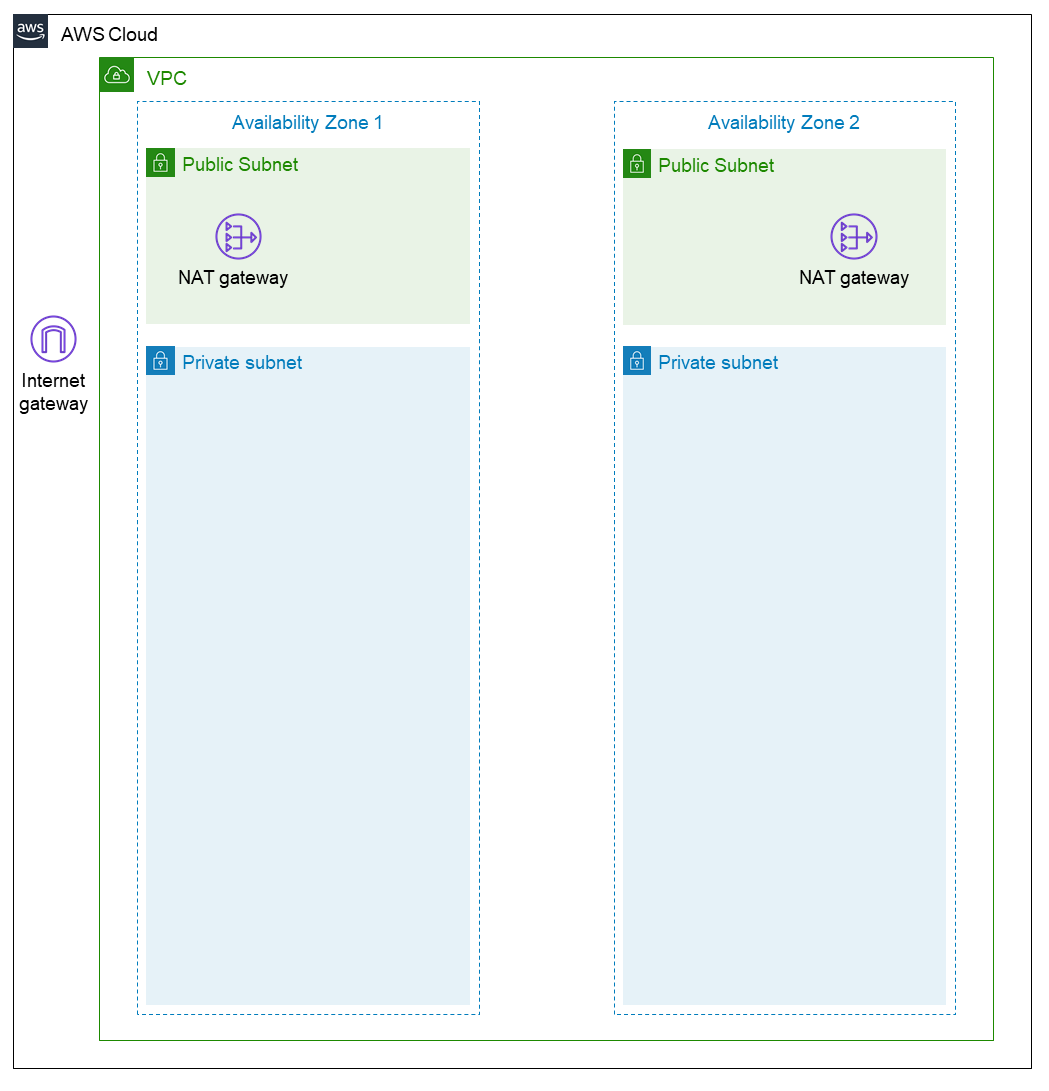 aws
AWS Cloud
VPC
Availability Zone 1
Availability Zone 2
Public Subnet
Public Subnet
NAT gateway
NAT gateway
Internet
gateway
Private subnet
Private subnet